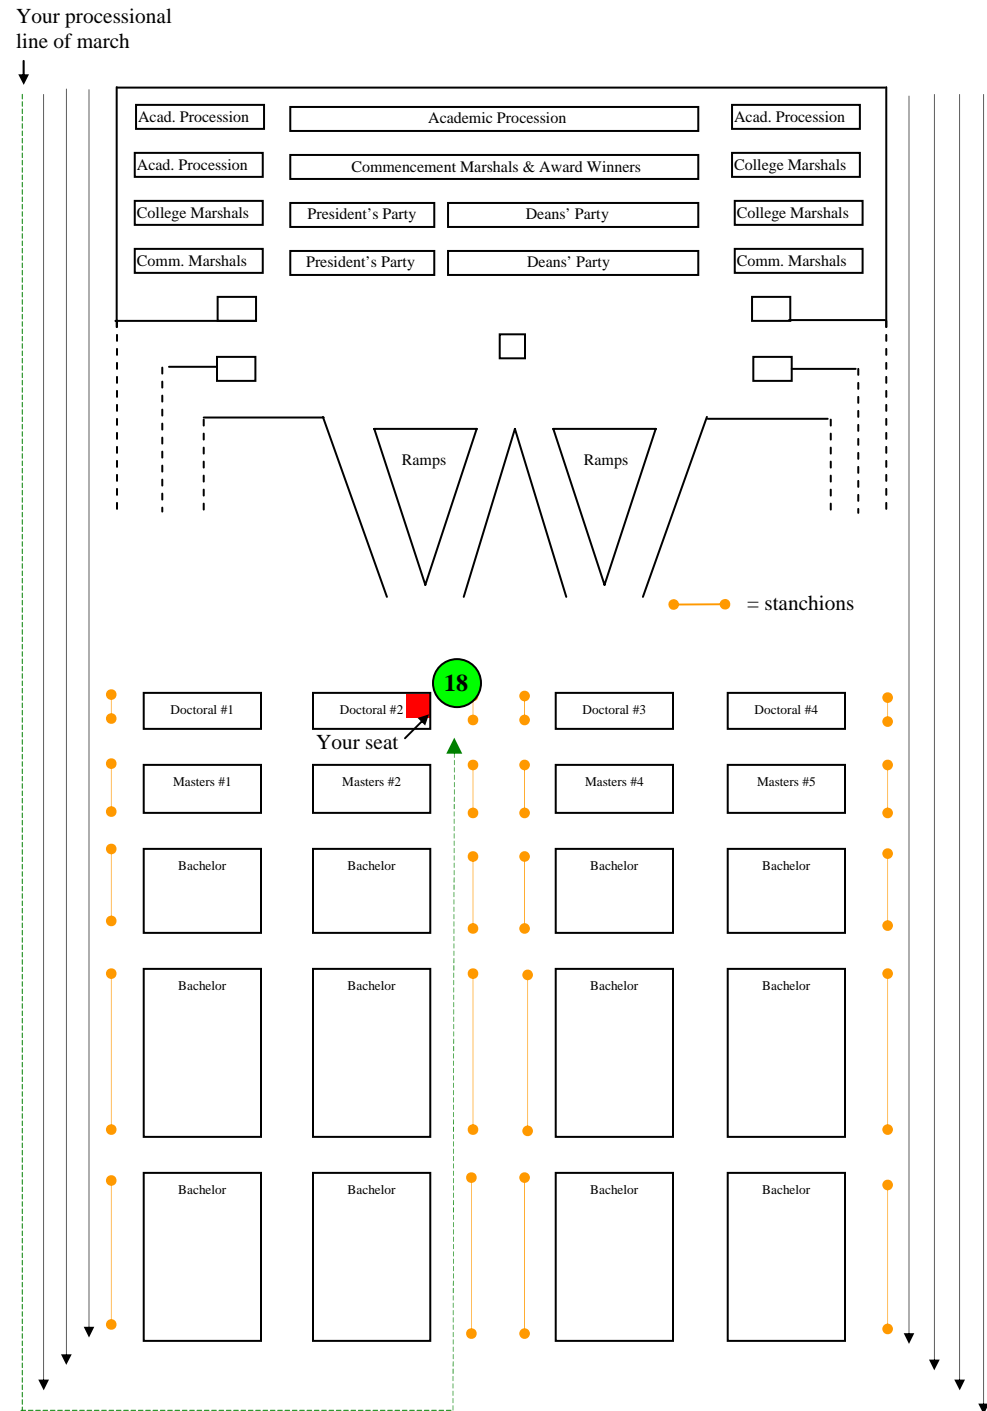 Your processional
line of march
Acad. Procession
Academic Procession
Acad. Procession
Acad. Procession
Commencement Marshals & Award Winners
College Marshals
College Marshals
President's Party
Deans' Party
College Marshals
Comm. Marshals
President's Party
Deans' Party
Comm. Marshals
Ramps
Ramps
= stanchions
18
Doctoral #1
Doctoral #2
Doctoral #3
Doctoral #4
Your seat
Masters #1
Masters #2
Masters #4
Masters #5
Bachelor
Bachelor
Bachelor
Bachelor
Bachelor
Bachelor
Bachelor
Bachelor
Bachelor
Bachelor
Bachelor
Bachelor